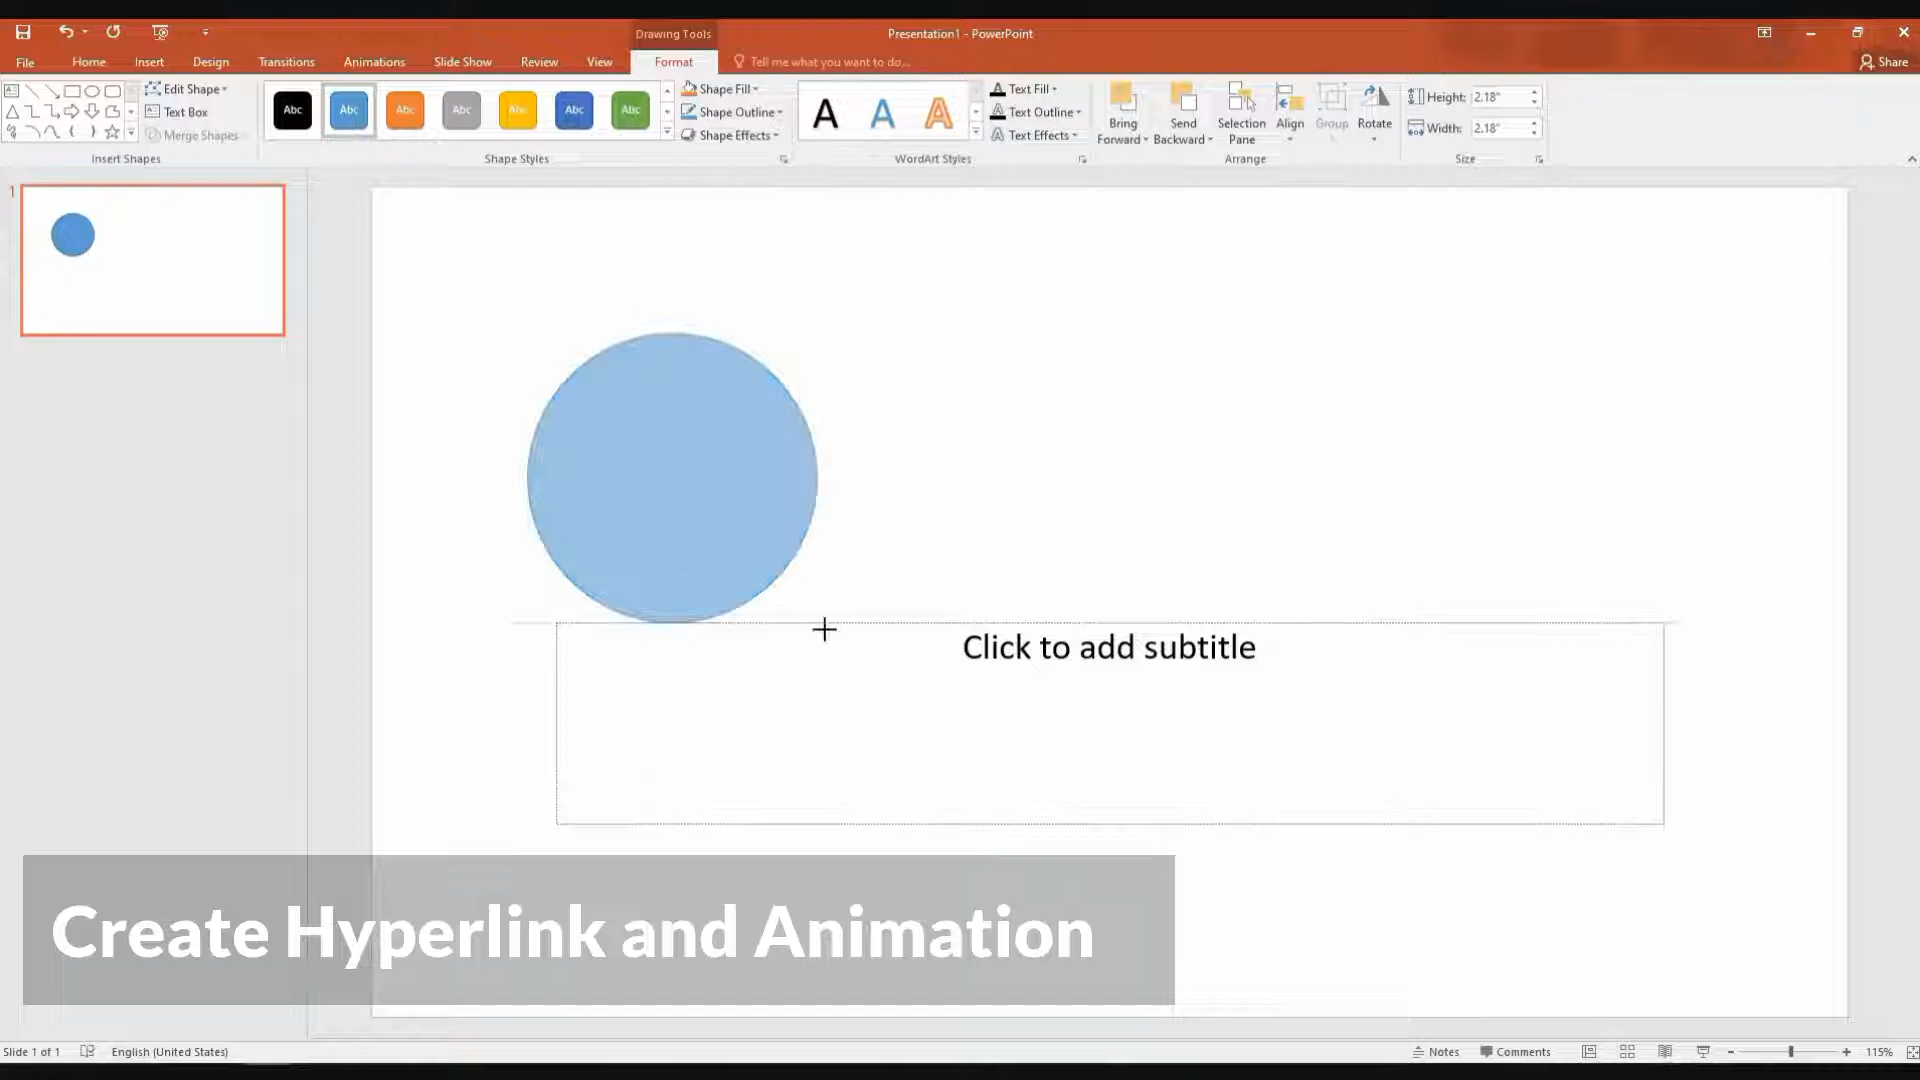 Drawing Tools
Presentation1 - PowerPoint
File
Home
Insert
Design
Transitions
Animations
Slide Show
Review
View
Format
Tell me what you want to do...
Share
Edit Shape
Text Box
Merge Shapes
Insert Shapes
Abc
Abc
Abc
Abc
Abc
Abc
Abc
Shape Fill
Shape Outline
Shape Effects
Shape Styles
A
A
A
Text Fill
Text Outline
Text Effects
WordArt Styles
Bring
Forward
Send
Backward
Selection
Pane
Align
Group
Rotate
Arrange
Height:
2.18"
Width:
2.18"
Size
1
Click to add subtitle
Create Hyperlink and Animation
Slide 1 of 1
English (United States)
Notes
Comments
115%